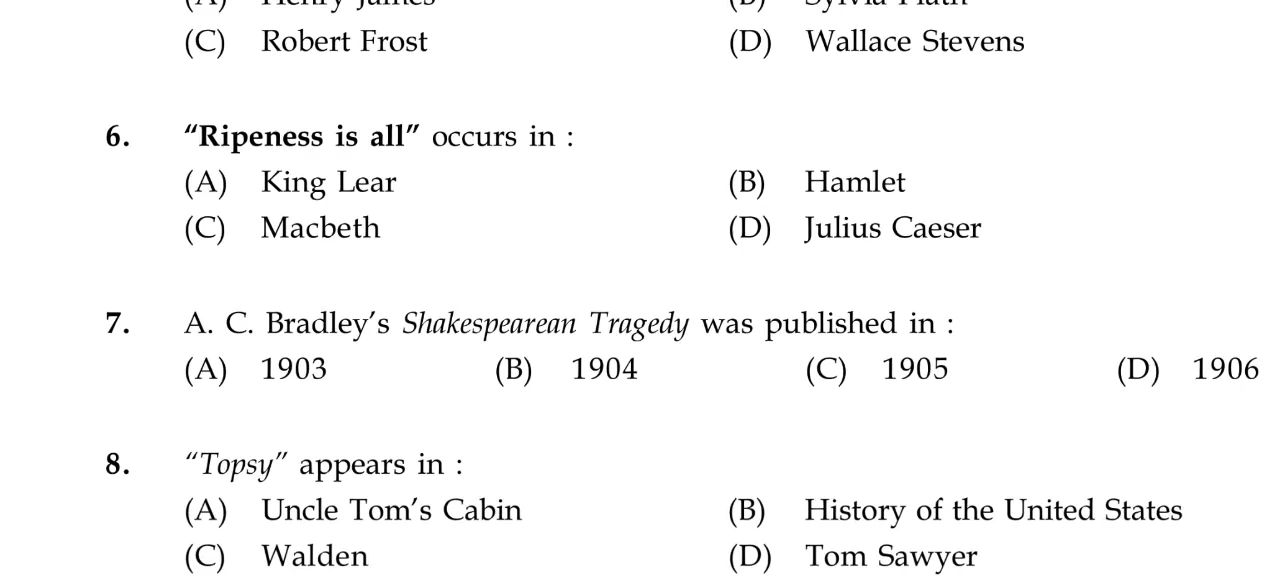 (C) Robert Frost (D) Wallace Stevens
6. “Ripeness is all” occurs in :
(A) King Lear (B) Hamlet
(C) Macbeth (D) Julius Caeser
7. A. C. Bradley’s Shakespearean Tragedy was published in :
(A) 1903 (B) 1904 (C) 1905 (D) 1906
8. “Topsy” appears in :
(A) Uncle Tom’s Cabin (B) History of the United States
(C) Walden (D) Tom Sawyer